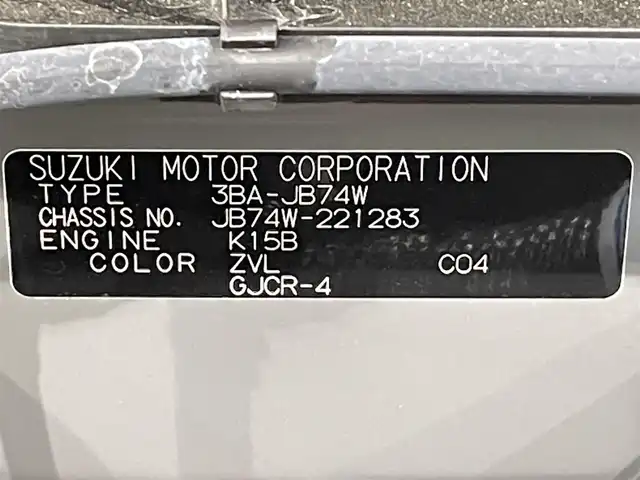 SUZUKI MOTOR CORPORATION
TYPE 3BA-JB74W
CHASSIS NO. JB74W-221283
ENGINE K15B
COLOR ZVL C04
GJCR-4